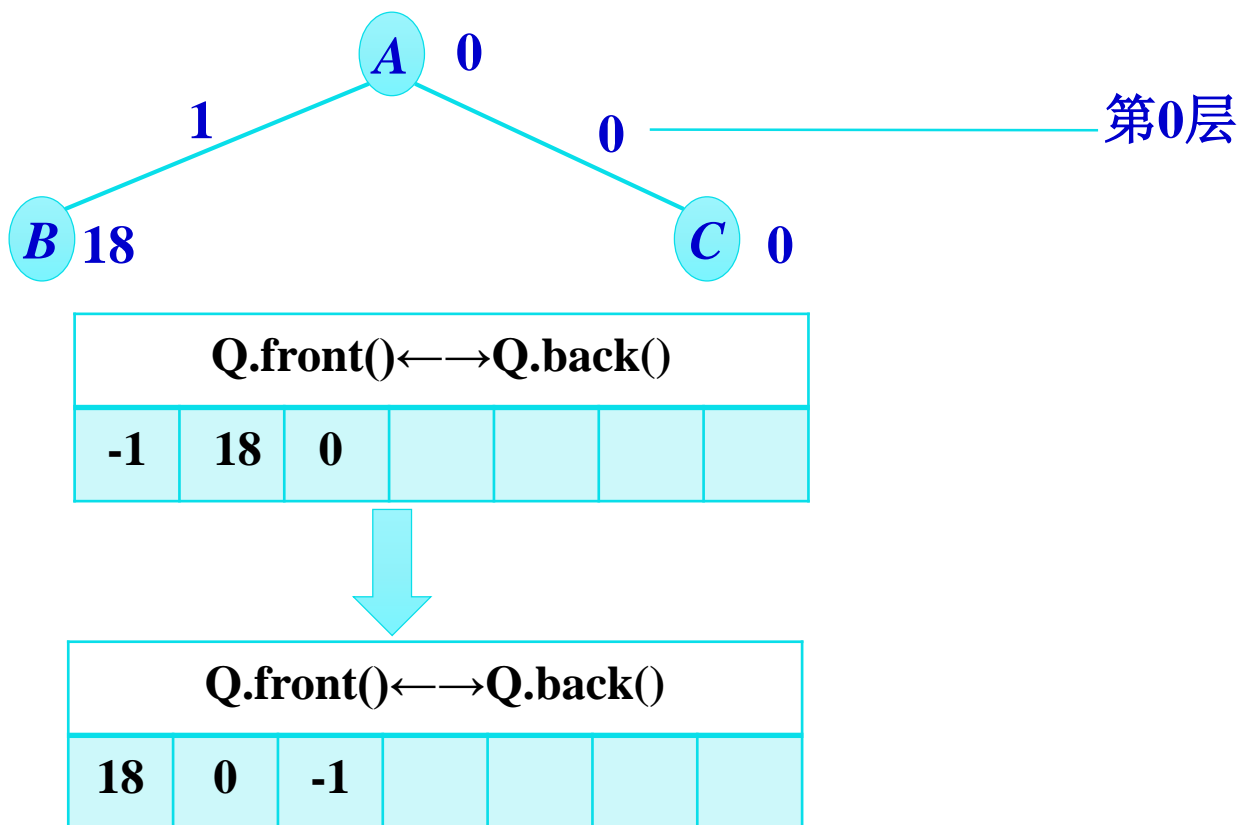 A 0
1
0
第0层
B 18
C 0
Q.front()←→Q.back()
-1 18 0
Q.front()←→Q.back()
18 0 -1